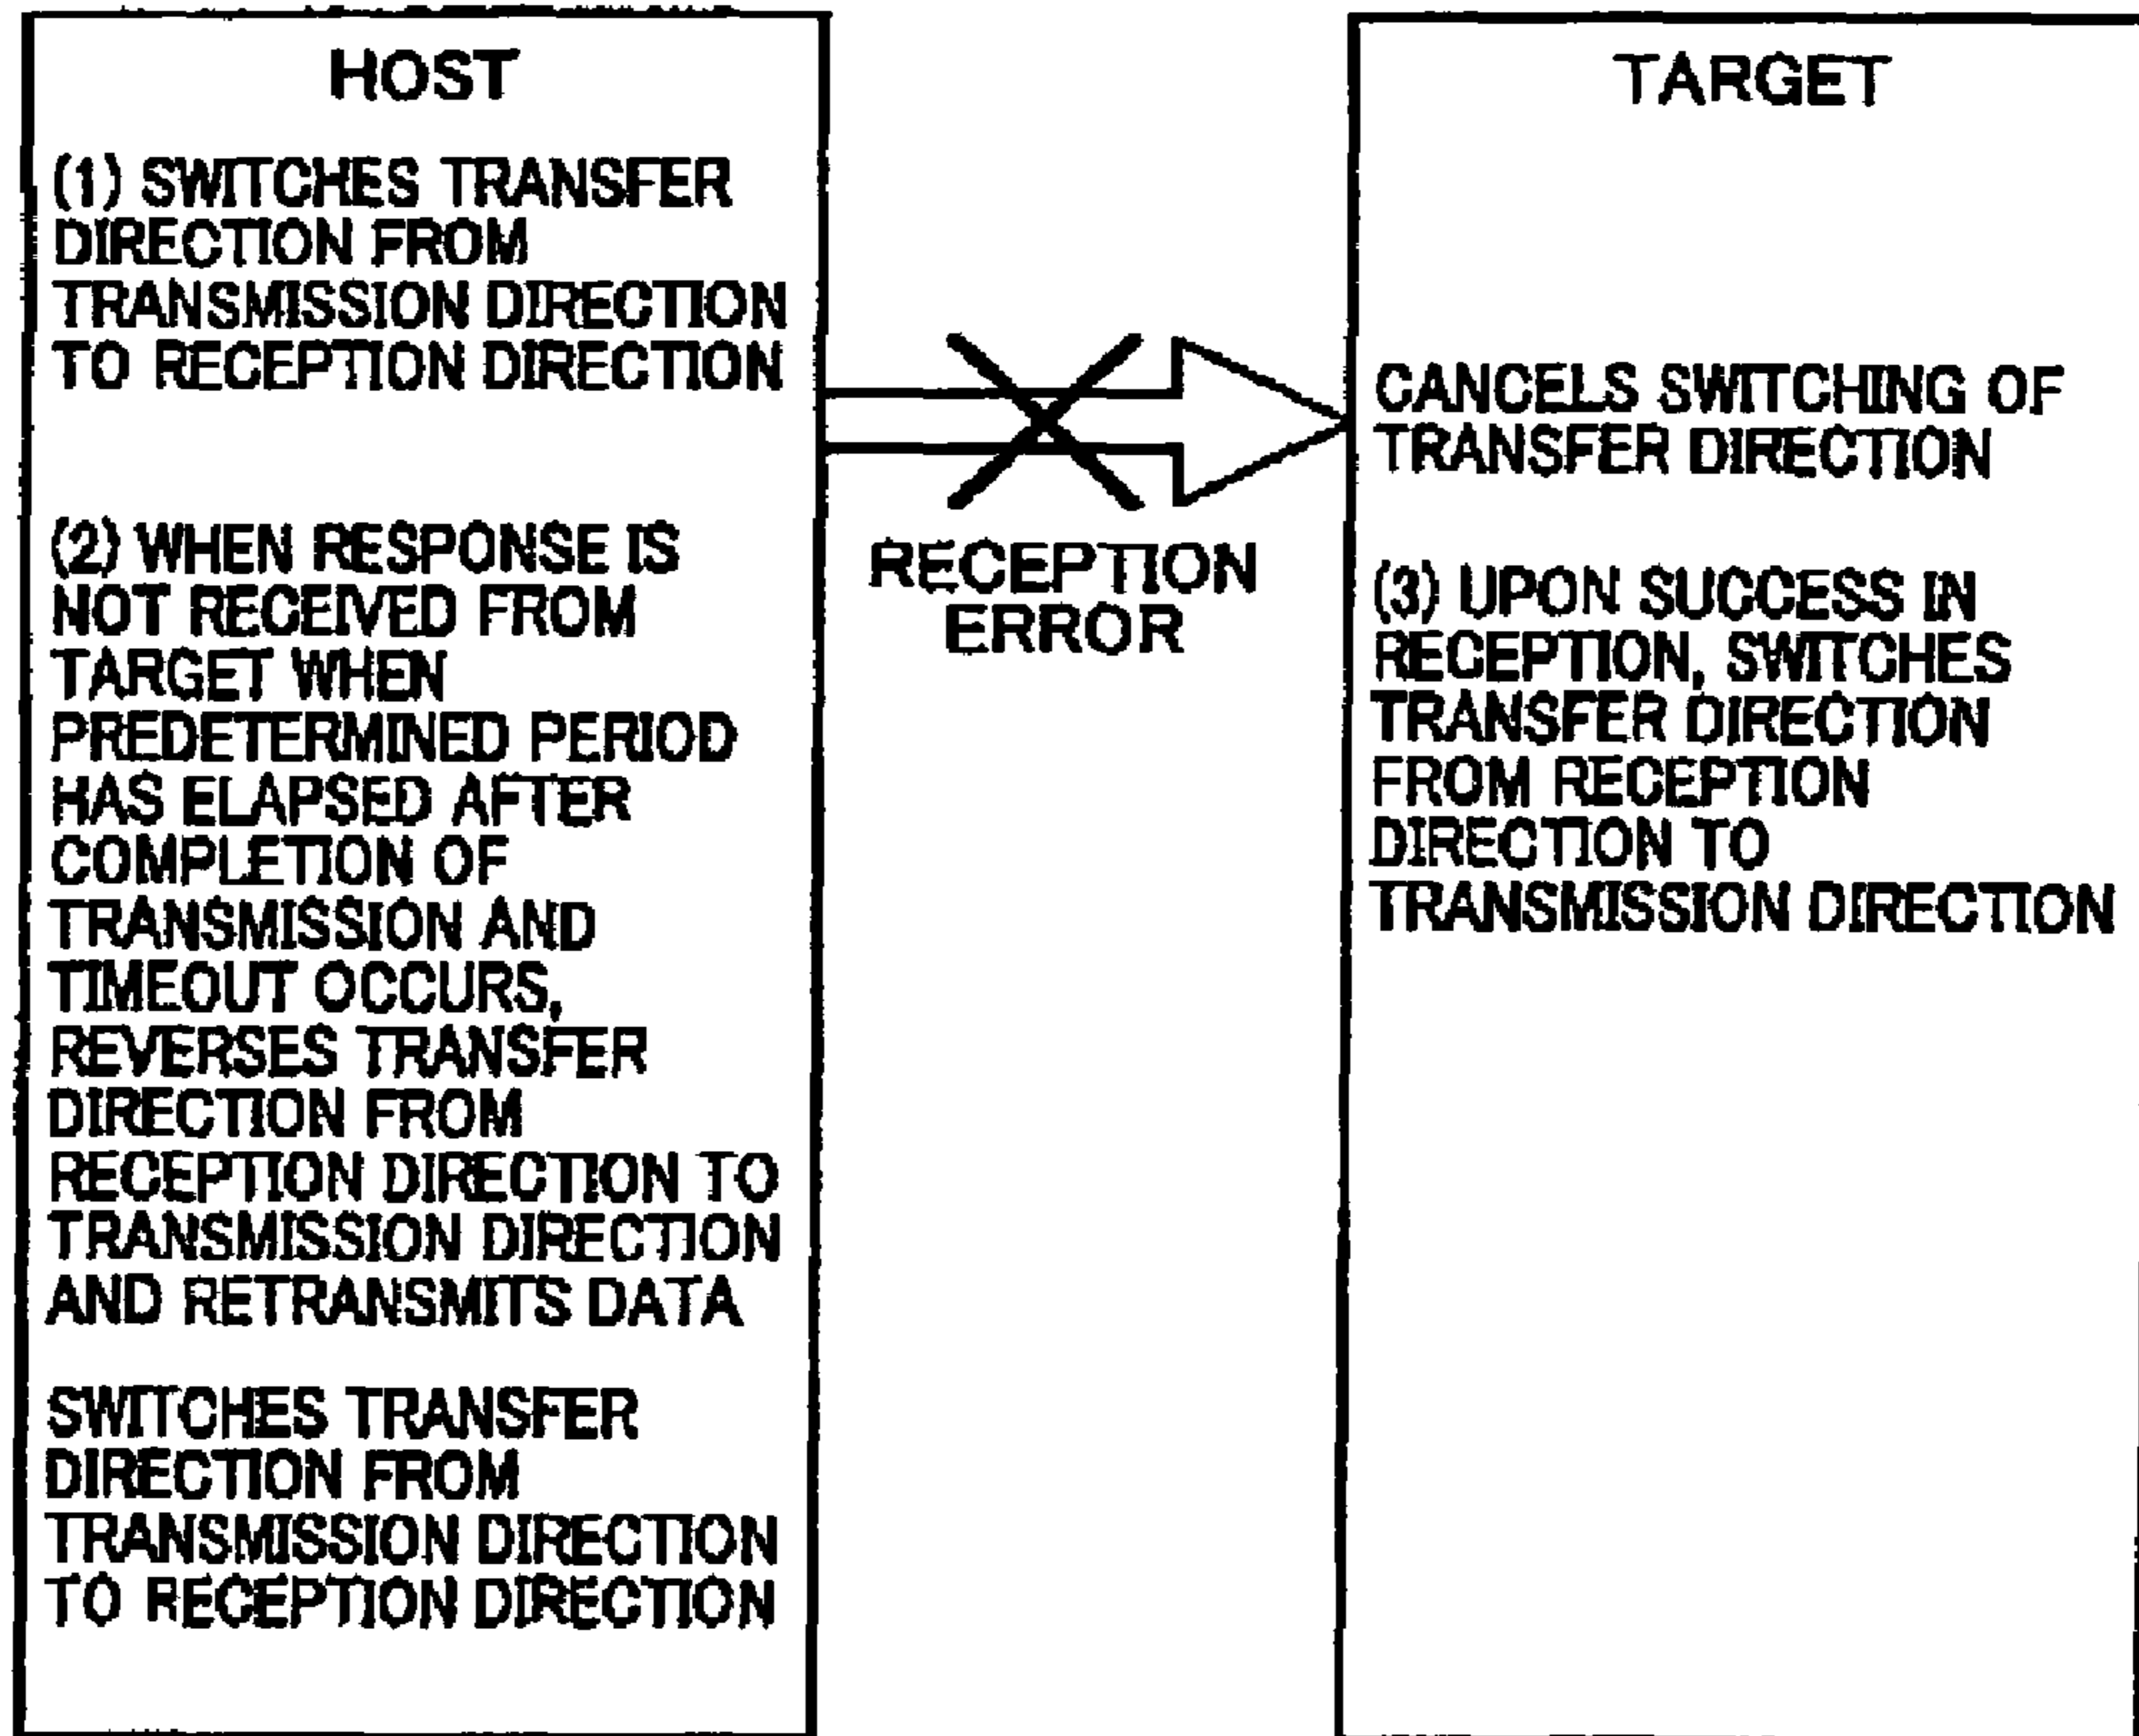 HOST
(1) SWITCHES TRANSFER
DIRECTION FROM
TRANSMISSION DIRECTION
TO RECEPTION DIRECTION
(2) WHEN RESPONSE IS
NOT RECEIVED FROM
TARGET WHEN
PREDETERMINED PERIOD
HAS ELAPSED AFTER
COMPLETION OF
TRANSMISSION AND
TIMEOUT OCCURS,
REVERSES TRANSFER
DIRECTION FROM
RECEPTION DIRECTION TO
TRANSMISSION DIRECTION
AND RETRANSMITS DATA
SWITCHES TRANSFER
DIRECTION FROM
TRANSMISSION DIRECTION
TO RECEPTION DIRECTION
RECEPTION
ERROR
TARGET
CANCELS SWITCHING OF
TRANSFER DIRECTION
(3) UPON SUCCESS IN
RECEPTION, SWITCHES
TRANSFER DIRECTION
FROM RECEPTION
DIRECTION TO
TRANSMISSION DIRECTION